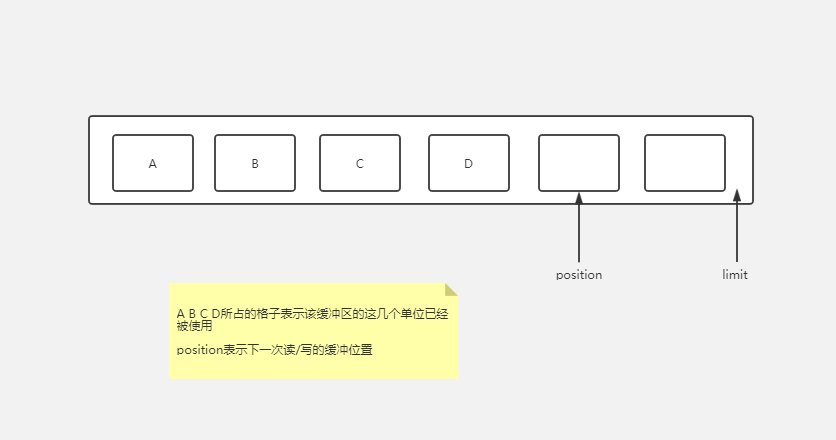 A
B
C
D
position
limit
A B C D所占的格子表示该缓冲区的这几个单位已经
被使用
position表示下一次读/写的缓冲位置